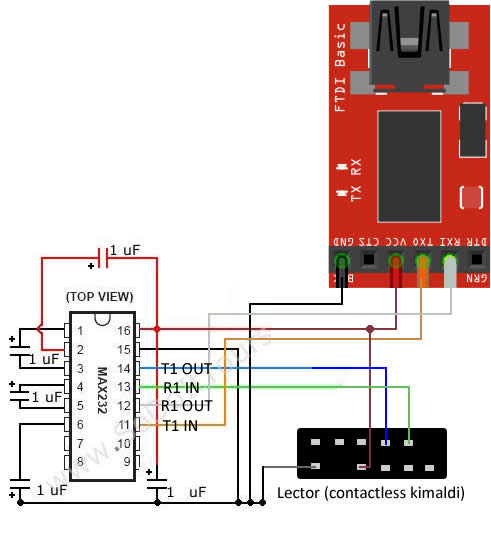 FTDI Basic
TX RX
GND
CTS
VCC
TXO
RXI
DTR
GRN
1 uF
(TOP VIEW)
1
2
3
4
5
6
7
8
MAX232
16
15
14
13
12
11
10
9
T1 OUT
R1 IN
R1 OUT
T1 IN
1 uF
1 uF
1 uF
1 uF
Lector (contactless kimaldi)